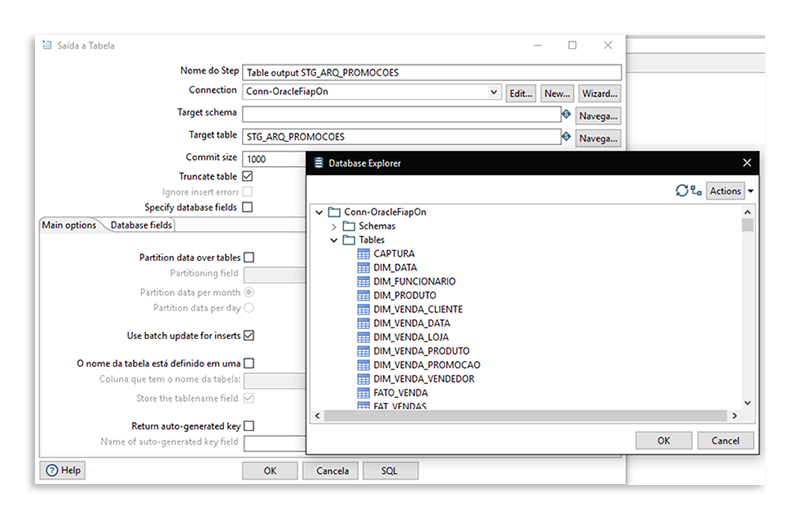 Saída a Tabela
Nome do Step Table output STG_ARQ_PROMOCOES
Connection Conn-OracleFiapOn Edit... New... Wizard...
Target schema Navega...
Target table STG_ARQ_PROMOCOES Navega...
Commit size 1000
Truncate table
Ignore insert errors
Specify database fields
Main options Database fields
Partition data over tables
Partitioning field
Partition data per month
Partition data per day
Use batch update for inserts
O nome da tabela está definido em uma
Coluna que tem o nome da tabela:
Store the tablename field
Return auto-generated key
Name of auto-generated key field
Help OK Cancela SQL
Database Explorer
Actions
Conn-OracleFiapOn
Schemas
Tables
CAPTURA
DIM_DATA
DIM_FUNCIONARIO
DIM_PRODUTO
DIM_VENDA_CLIENTE
DIM_VENDA_DATA
DIM_VENDA_LOJA
DIM_VENDA_PRODUTO
DIM_VENDA_PROMOCAO
DIM_VENDA_VENDEDOR
FATO_VENDA
FAT_VENDAS
OK Cancel